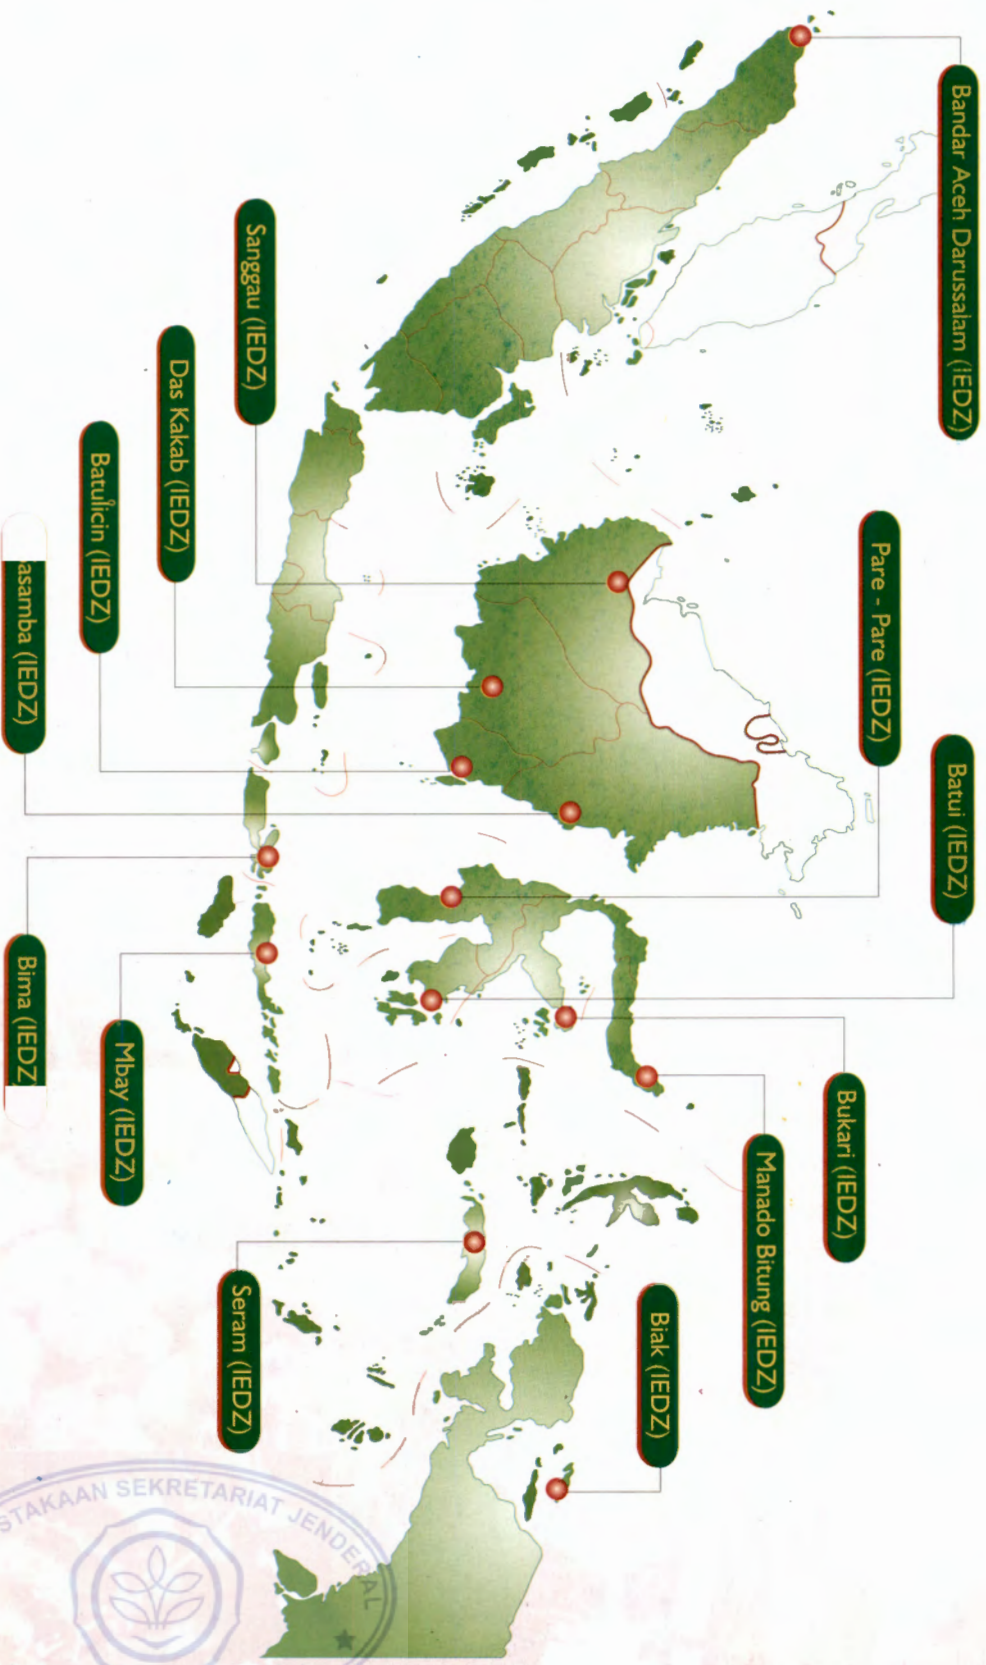 Bandar Aceh Darussalam (IEDZ)
Pare - Pare (IEDZ)
Batui (IEDZ)
Bukari (IEDZ)
Manado Bitung (IEDZ)
Biak (IEDZ)
Sanggau (IEDZ)
Das Kakab (IEDZ)
Batulicin (IEDZ)
asamba (IEDZ)
Bima (IEDZ
Mbay (IEDZ)
Seram (IEDZ)
STAKAAN SEKRETARIAT JENDERAL